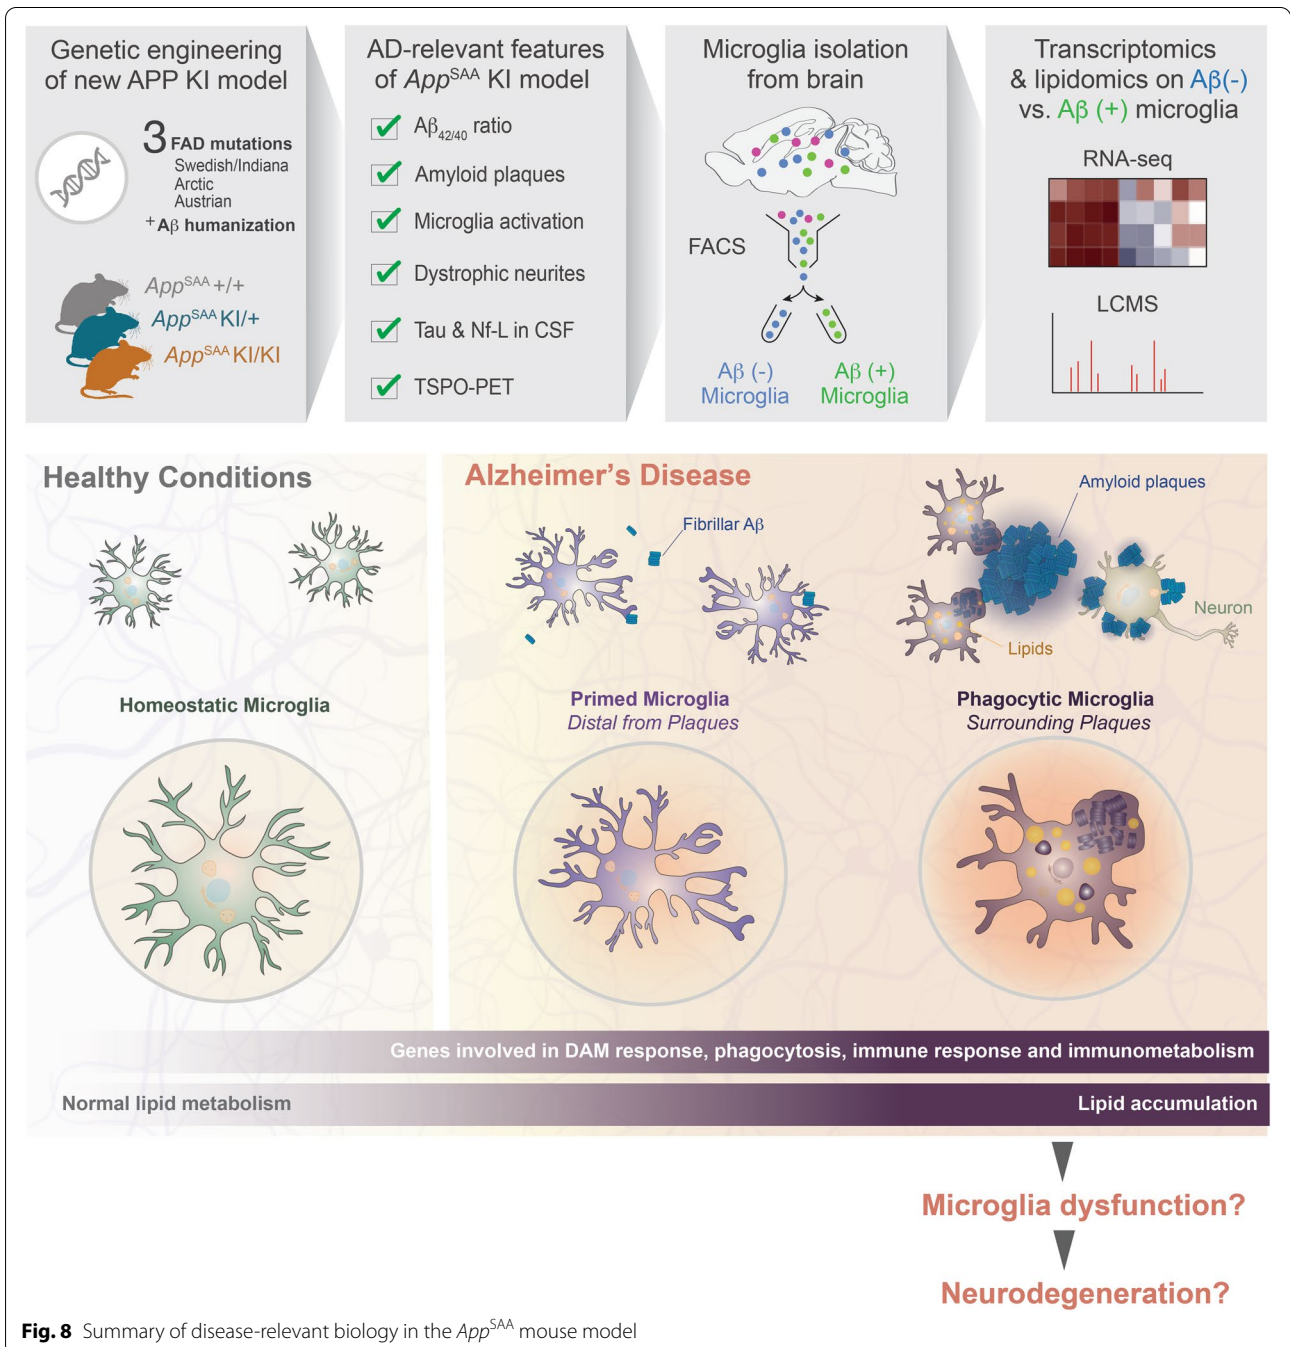 Genetic engineering
of new APP KI model
3 FAD mutations
Swedish/Indiana
Arctic
Austrian
+Aβ humanization
App^SAA +/+
App^SAA KI/+
App^SAA KI/KI
AD-relevant features
of App^SAA KI model
Aβ42/40 ratio
Amyloid plaques
Microglia activation
Dystrophic neurites
Tau & Nf-L in CSF
TSPO-PET
Microglia isolation
from brain
FACS
Aβ (-)
Microglia
Aβ (+)
Microglia
Transcriptomics
& lipidomics on Aβ(-)
vs. Aβ (+) microglia
RNA-seq
LCMS
Healthy Conditions
Homeostatic Microglia
Alzheimer’s Disease
Fibrillar Aβ
Amyloid plaques
Neuron
Lipids
Primed Microglia
Distal from Plaques
Phagocytic Microglia
Surrounding Plaques
Genes involved in DAM response, phagocytosis, immune response and immunometabolism
Normal lipid metabolism
Lipid accumulation
Microglia dysfunction?
Neurodegeneration?
Fig. 8 Summary of disease-relevant biology in the App^SAA mouse model